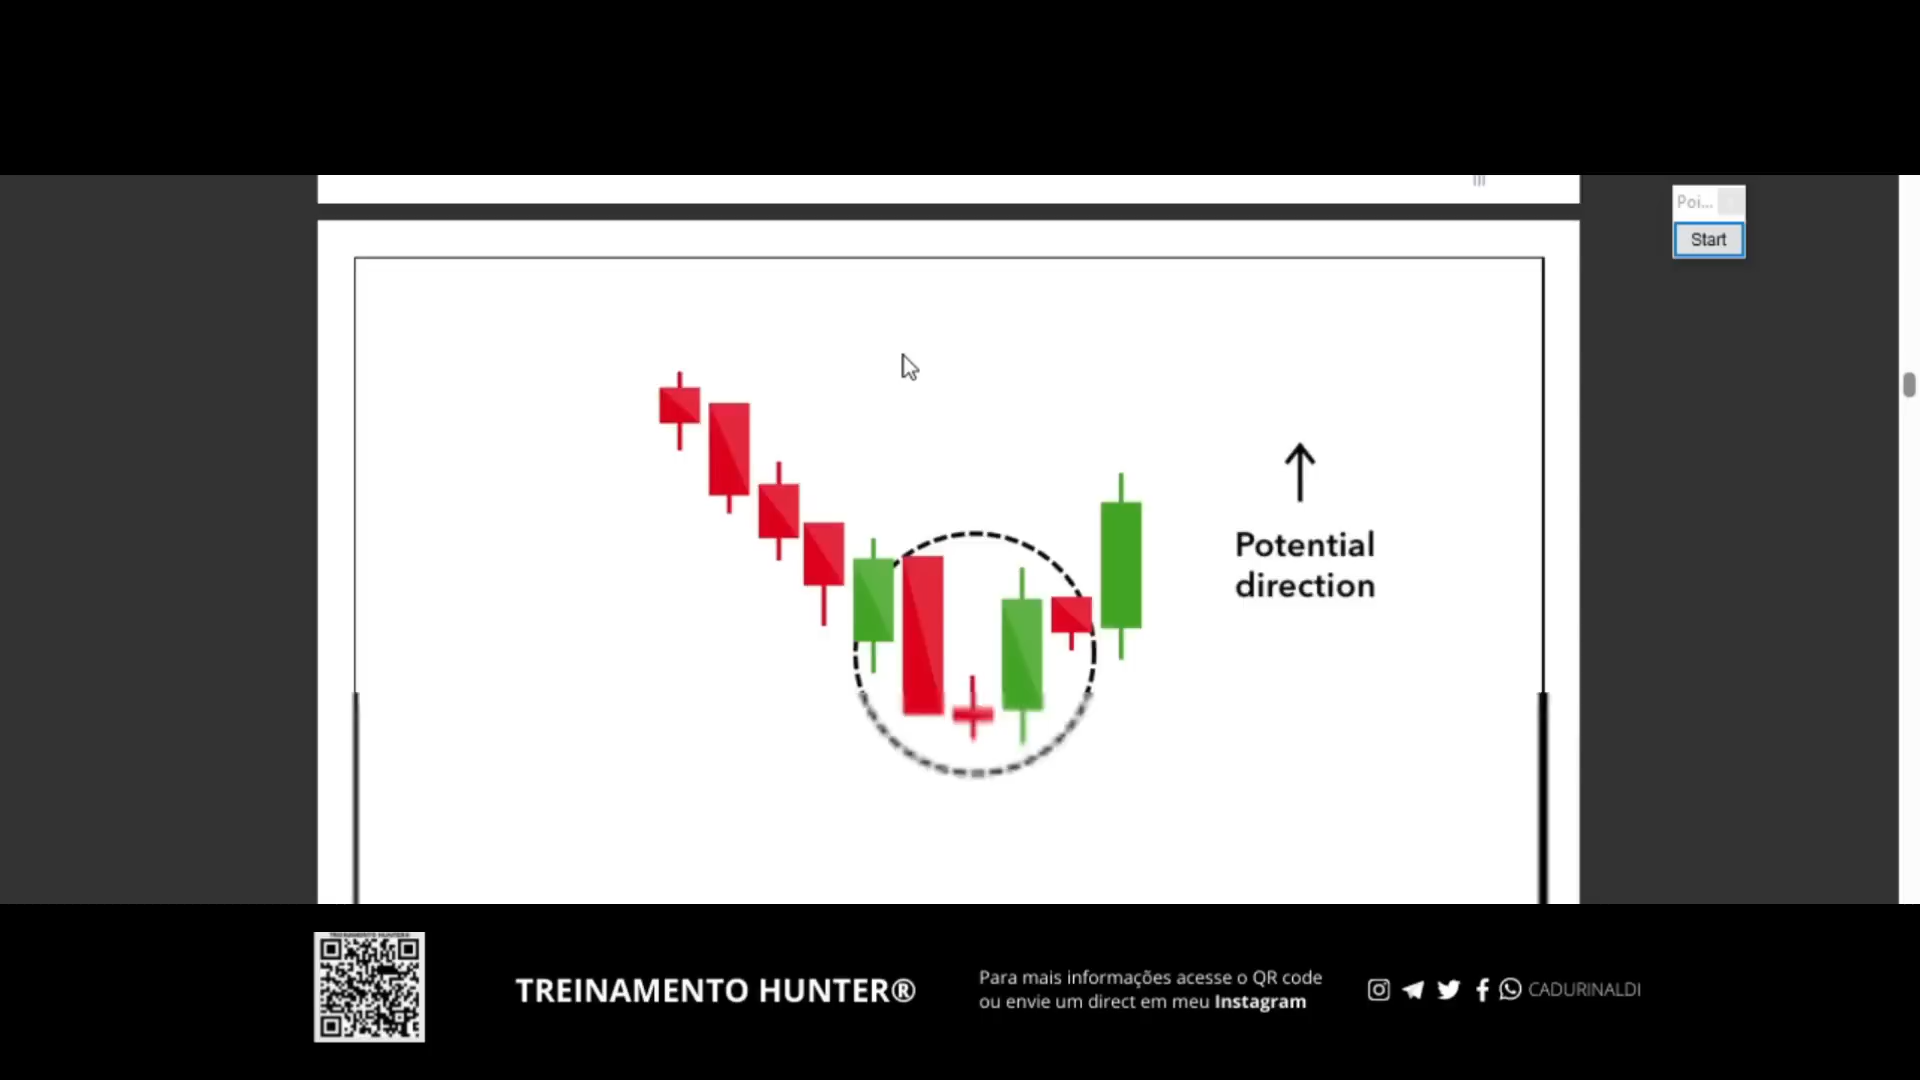 Poi...
Start
Potential
direction
TREINAMENTO HUNTER®
Para mais informações acesse o QR code
ou envie um direct em meu Instagram
CADURINALDI